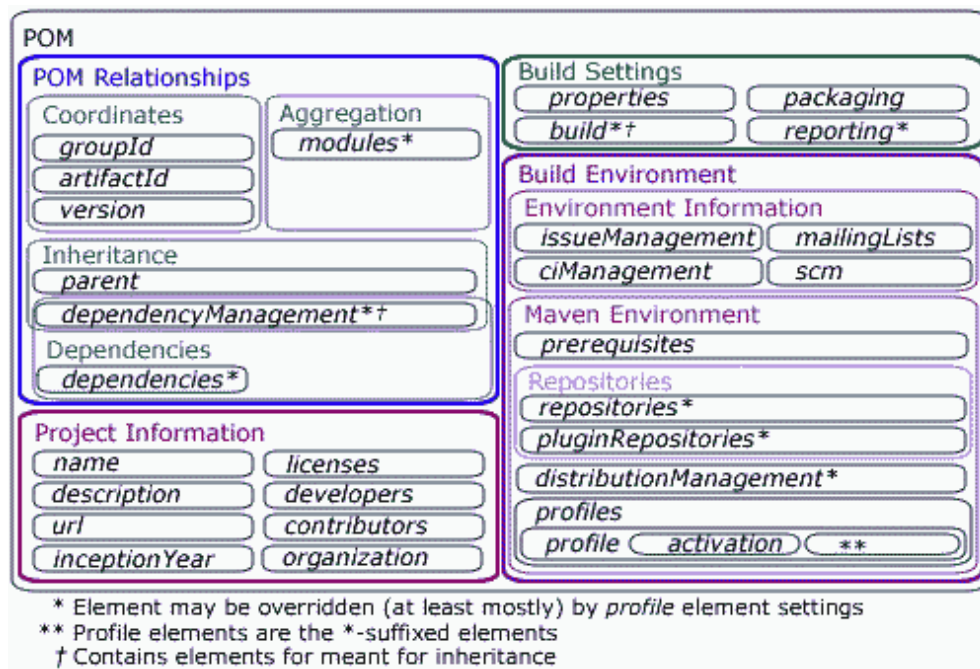 POM
POM Relationships
Coordinates
groupId
artifactId
version
Aggregation
modules*
Inheritance
parent
dependencyManagement*†
Dependencies
dependencies*
Project Information
name
licenses
description
developers
url
contributors
inceptionYear
organization
Build Settings
properties
packaging
build*†
reporting*
Build Environment
Environment Information
issueManagement
mailingLists
ciManagement
scm
Maven Environment
prerequisites
Repositories
repositories*
pluginRepositories*
distributionManagement*
profiles
profile
activation
**
* Element may be overridden (at least mostly) by profile element settings
** Profile elements are the *-suffixed elements
† Contains elements for meant for inheritance